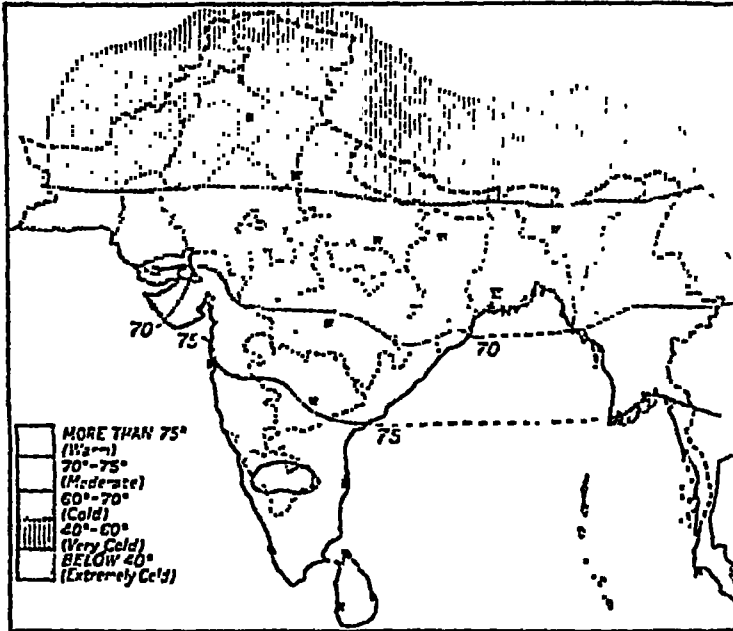 70
75
70
75
MORE THAN 75°
(Warm)
70°-75°
(Moderate)
60°-70°
(Cold)
40°-60°
(Very Cold)
BELOW 40°
(Extremely Cold)